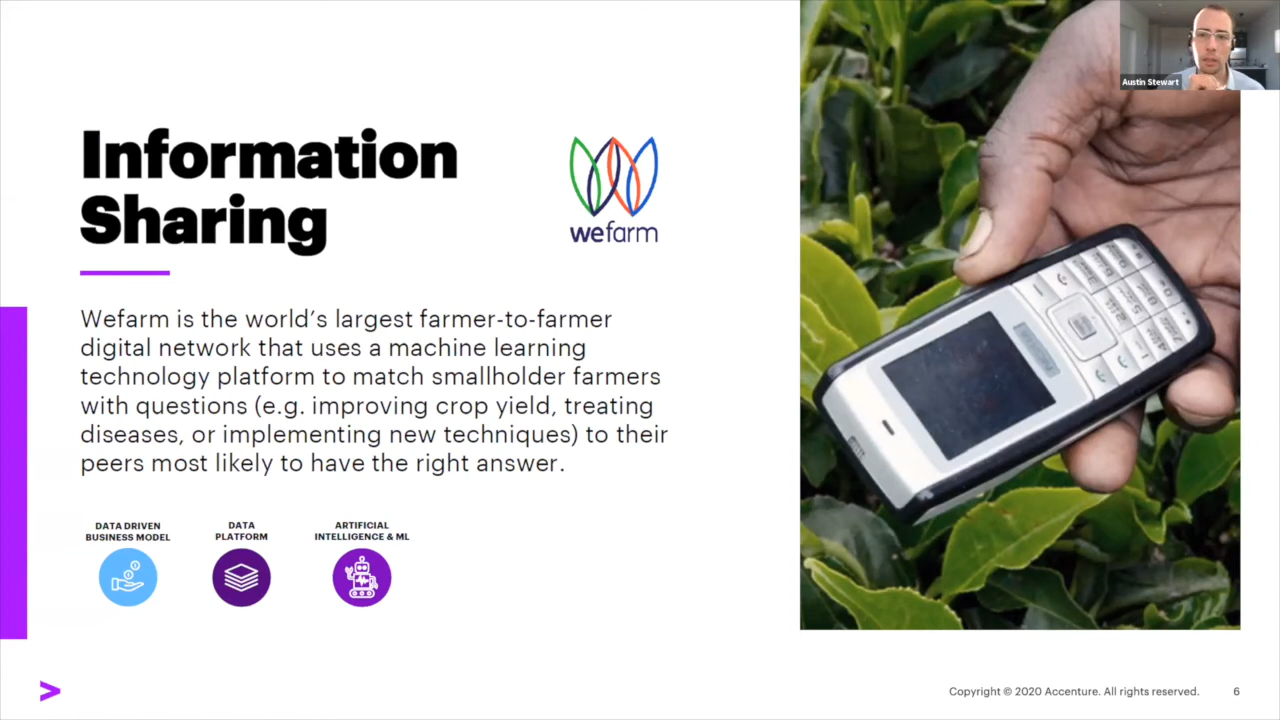 Austin Stewart
Information
Sharing
wefarm
Wefarm is the world's largest farmer-to-farmer
digital network that uses a machine learning
technology platform to match smallholder farmers
with questions (e.g. improving crop yield, treating
diseases, or implementing new techniques) to their
peers most likely to have the right answer.
DATA DRIVEN
BUSINESS MODEL
DATA
PLATFORM
ARTIFICIAL
INTELLIGENCE & ML
Copyright © 2020 Accenture. All rights reserved.
6